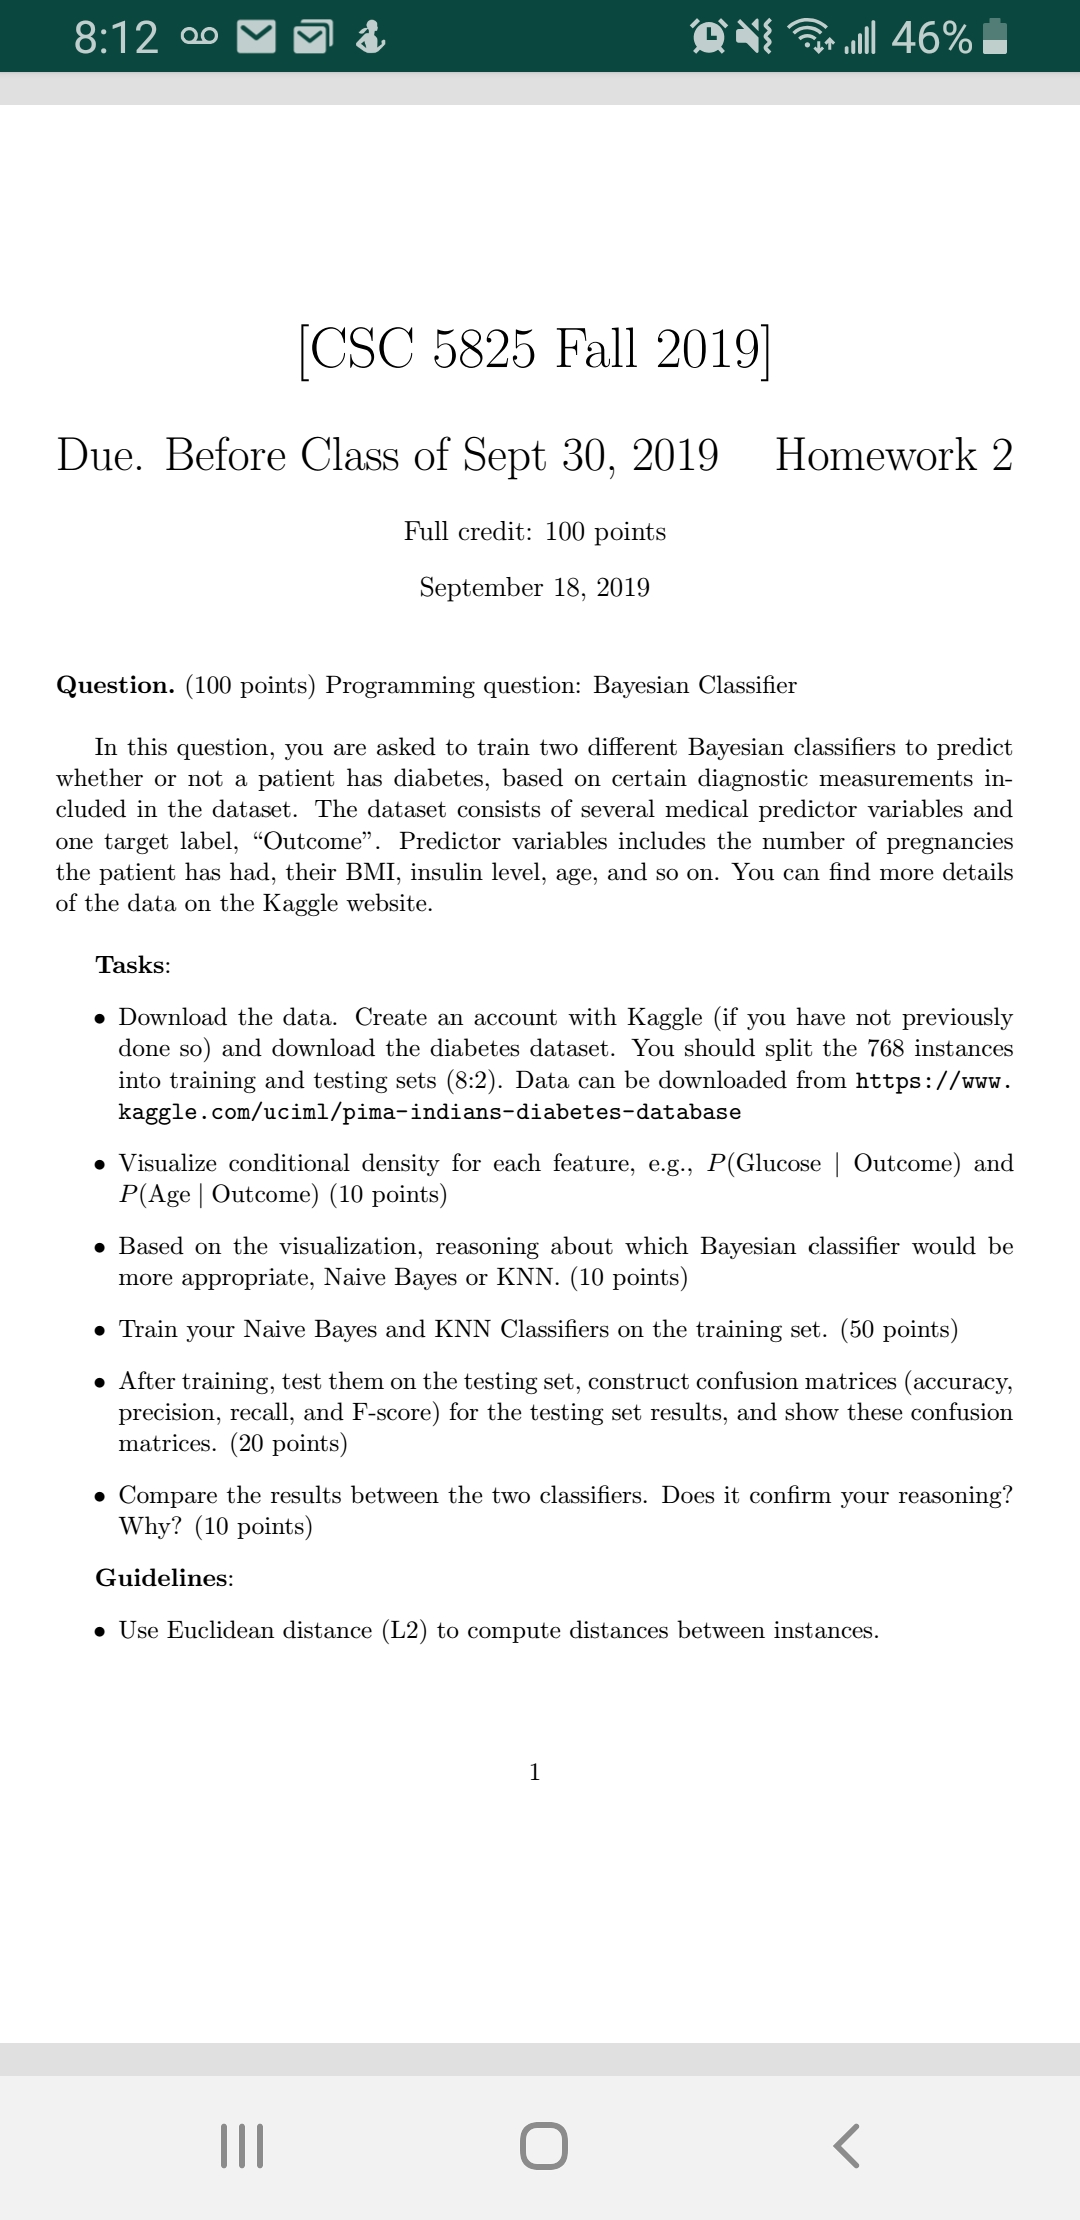 8:12
46%
[CSC 5825 Fall 2019]
Due. Before Class of Sept 30, 2019 Homework 2
Full credit: 100 points
September 18, 2019
Question. (100 points) Programming question: Bayesian Classifier
In this question, you are asked to train two different Bayesian classifiers to predict
whether or not a patient has diabetes, based on certain diagnostic measurements in-
cluded in the dataset. The dataset consists of several medical predictor variables and
one target label, “Outcome”. Predictor variables includes the number of pregnancies
the patient has had, their BMI, insulin level, age, and so on. You can find more details
of the data on the Kaggle website.
Tasks:
• Download the data. Create an account with Kaggle (if you have not previously
done so) and download the diabetes dataset. You should split the 768 instances
into training and testing sets (8:2). Data can be downloaded from https://www.
kaggle.com/uciml/pima-indians-diabetes-database
• Visualize conditional density for each feature, e.g., P(Glucose | Outcome) and
P(Age | Outcome) (10 points)
• Based on the visualization, reasoning about which Bayesian classifier would be
more appropriate, Naive Bayes or KNN. (10 points)
• Train your Naive Bayes and KNN Classifiers on the training set. (50 points)
• After training, test them on the testing set, construct confusion matrices (accuracy,
precision, recall, and F-score) for the testing set results, and show these confusion
matrices. (20 points)
• Compare the results between the two classifiers. Does it confirm your reasoning?
Why? (10 points)
Guidelines:
• Use Euclidean distance (L2) to compute distances between instances.
1